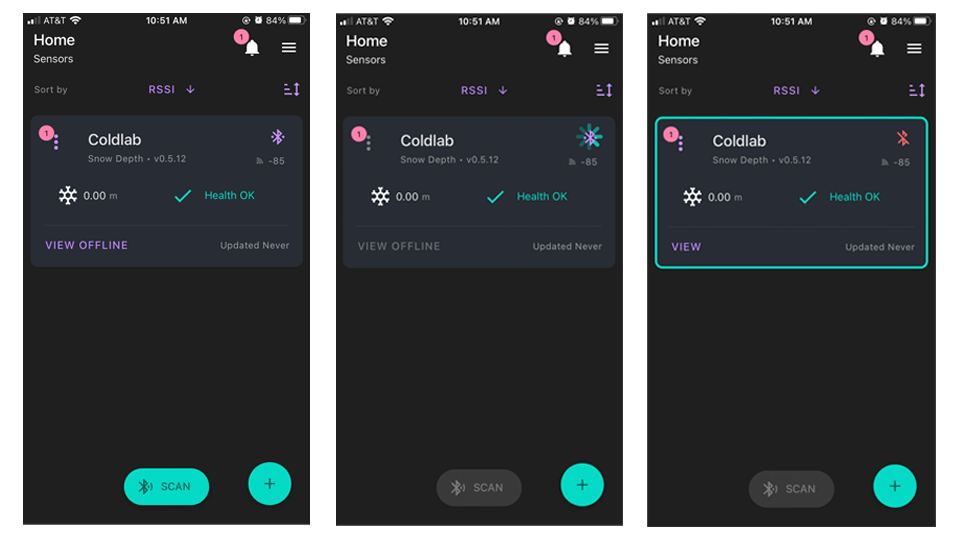 AT&T 10:51 AM 84%
Home 1
Sensors
Sort by RSSI
1 Coldlab
Snow Depth • v0.5.12 -85
0.00 m Health OK
VIEW OFFLINE Updated Never
SCAN +
AT&T 10:51 AM 84%
Home 1
Sensors
Sort by RSSI
1 Coldlab
Snow Depth • v0.5.12 -85
0.00 m Health OK
VIEW OFFLINE Updated Never
SCAN +
AT&T 10:51 AM 84%
Home 1
Sensors
Sort by RSSI
1 Coldlab
Snow Depth • v0.5.12 -85
0.00 m Health OK
VIEW Updated Never
SCAN +